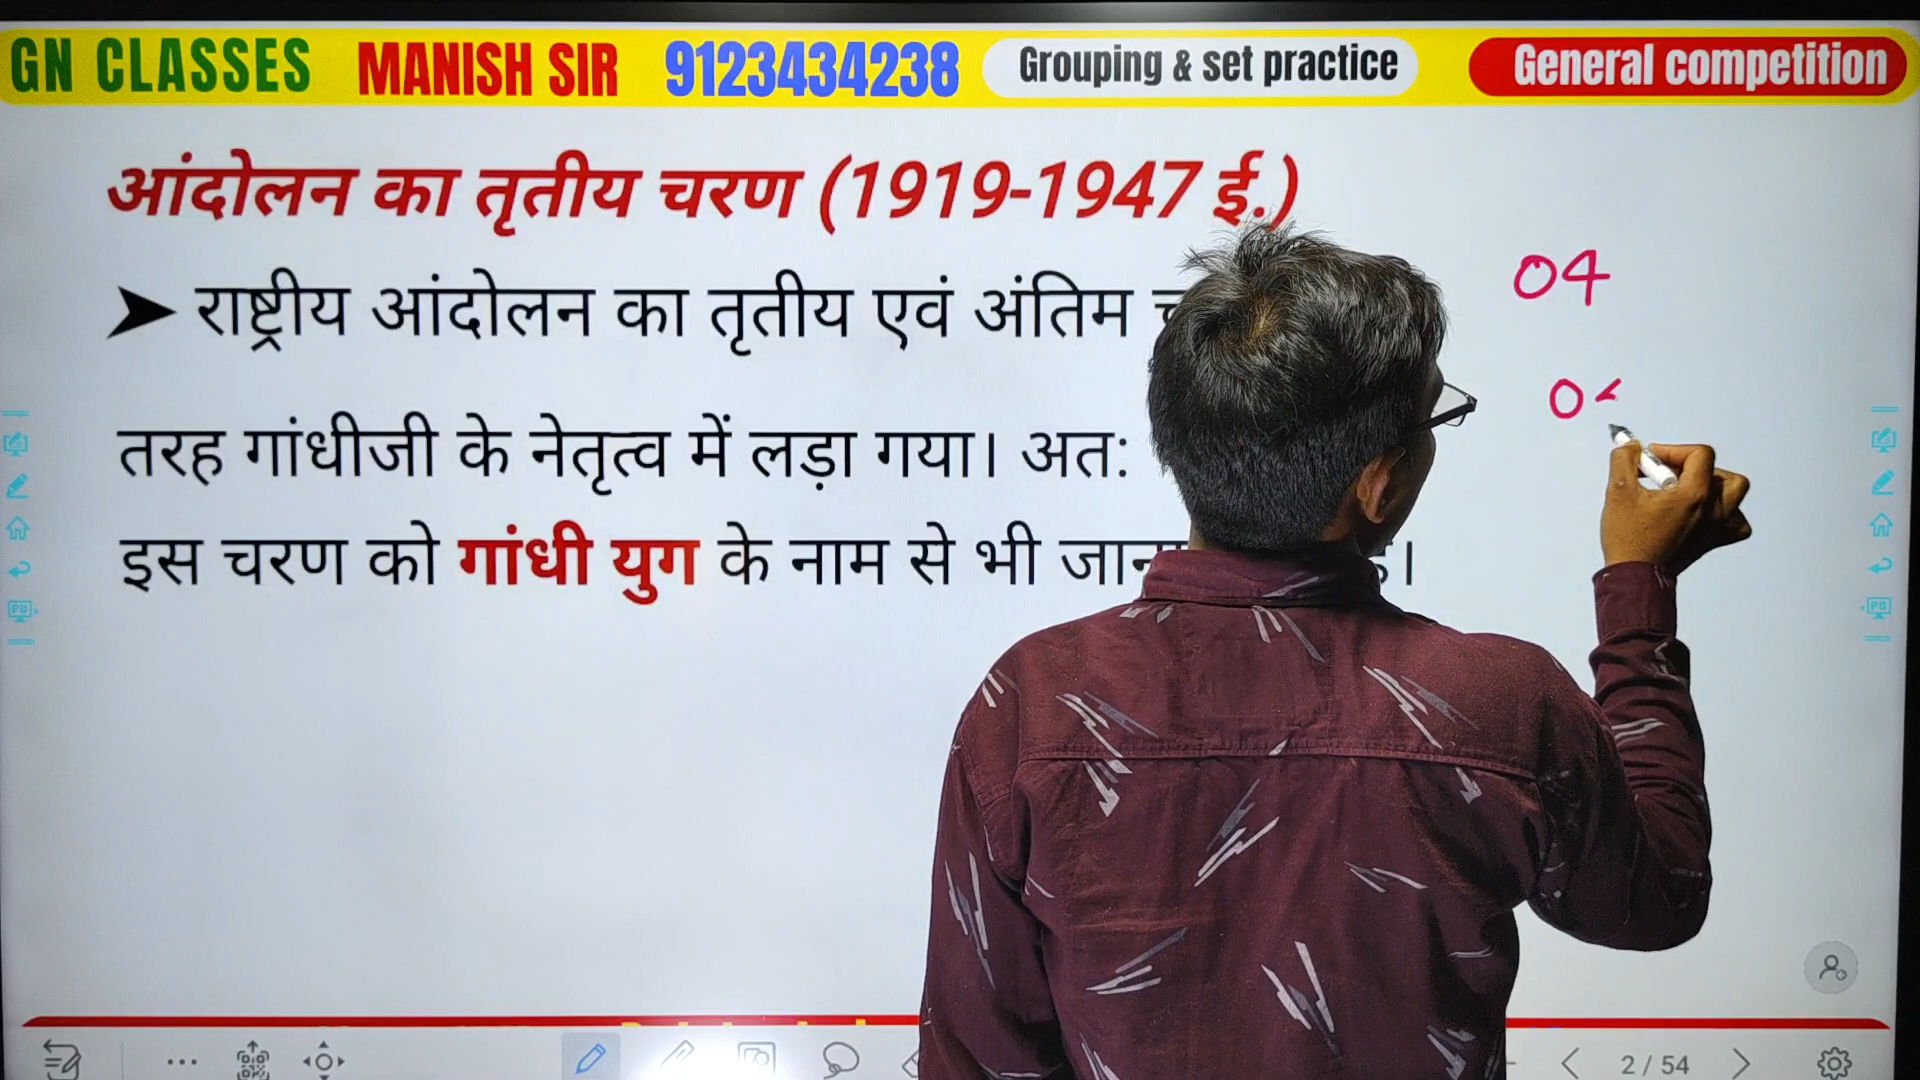 GN CLASSES MANISH SIR 9123434238 Grouping & set practice General competition
आंदोलन का तृतीय चरण (1919-1947 ई.)
➤ राष्ट्रीय आंदोलन का तृतीय एवं अंतिम
04
तरह गांधीजी के नेतृत्व में लड़ा गया। अत:
इस चरण को गांधी युग के नाम से भी
2 / 54